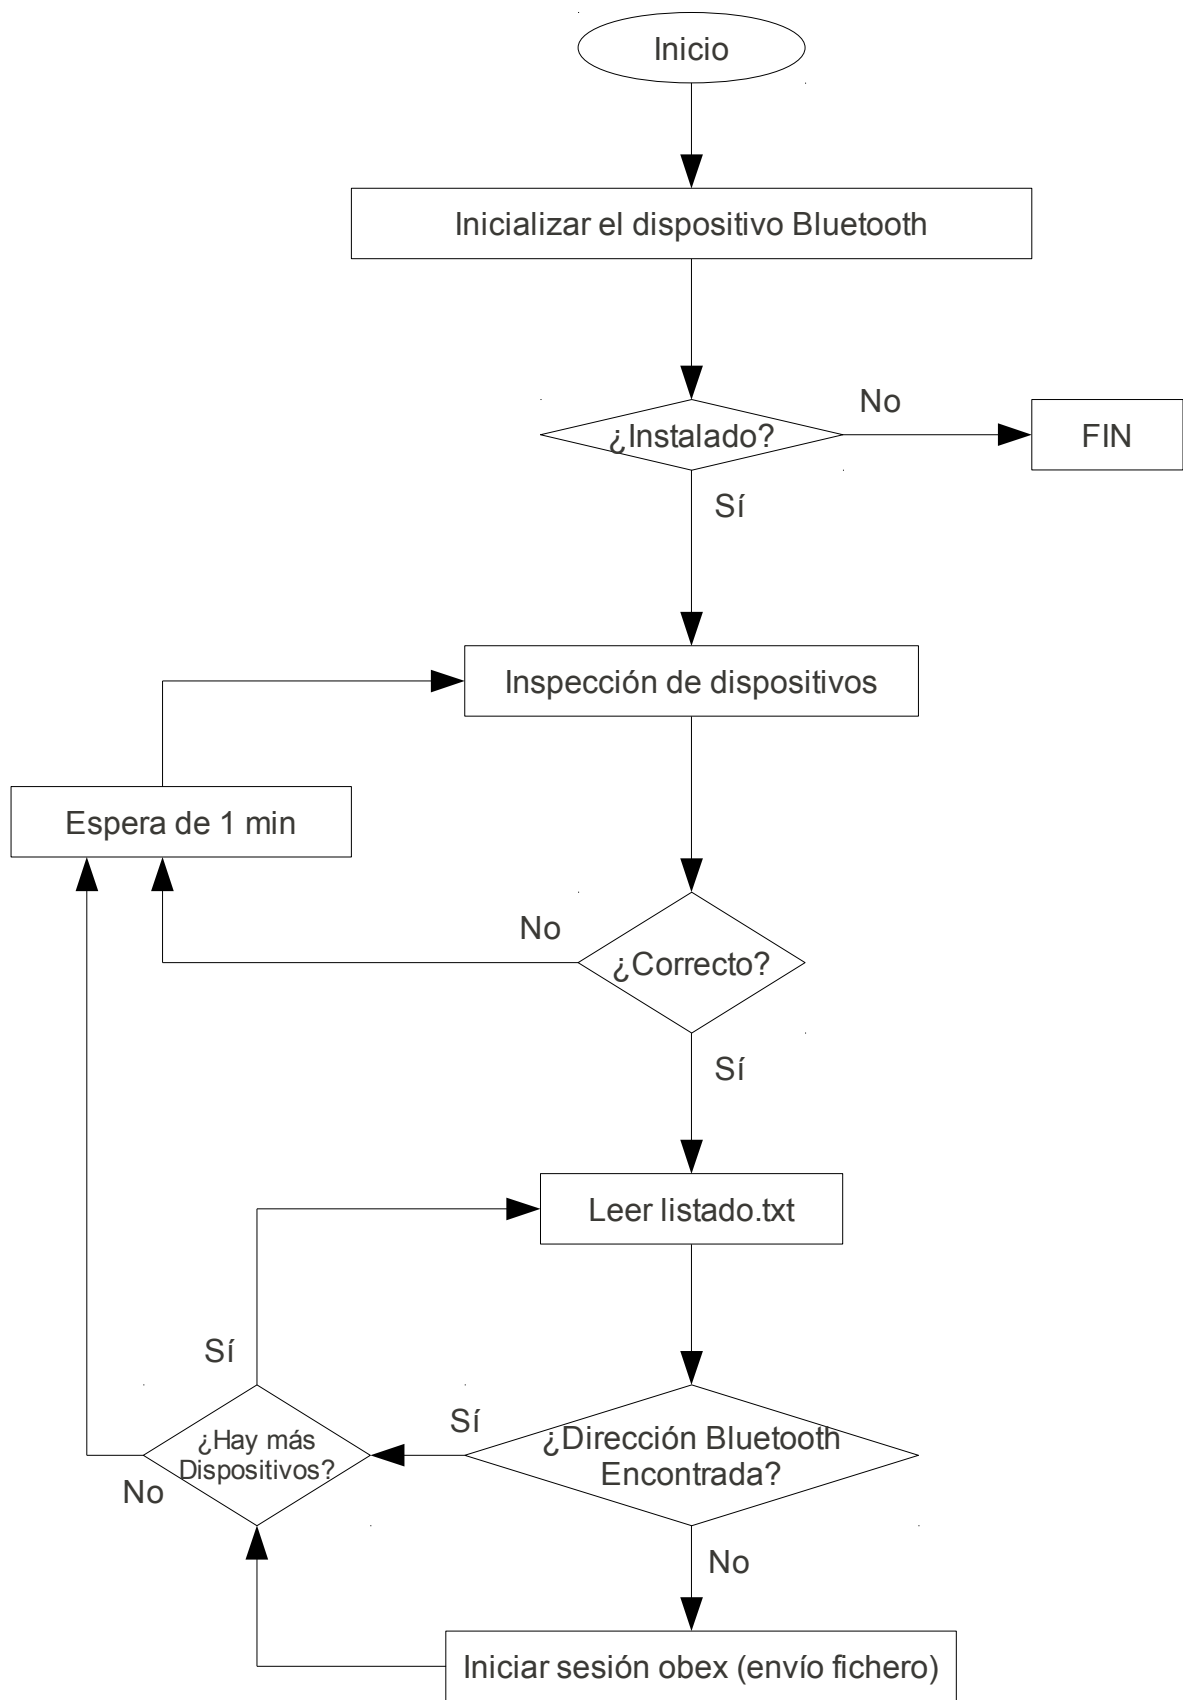 Inicio
Inicializar el dispositivo Bluetooth
No
¿Instalado?
FIN
Sí
Inspección de dispositivos
Espera de 1 min
No
¿Correcto?
Sí
Leer listado.txt
Sí
Sí
¿Dirección Bluetooth
Encontrada?
¿Hay más
Dispositivos?
No
No
Iniciar sesión obex (envío fichero)